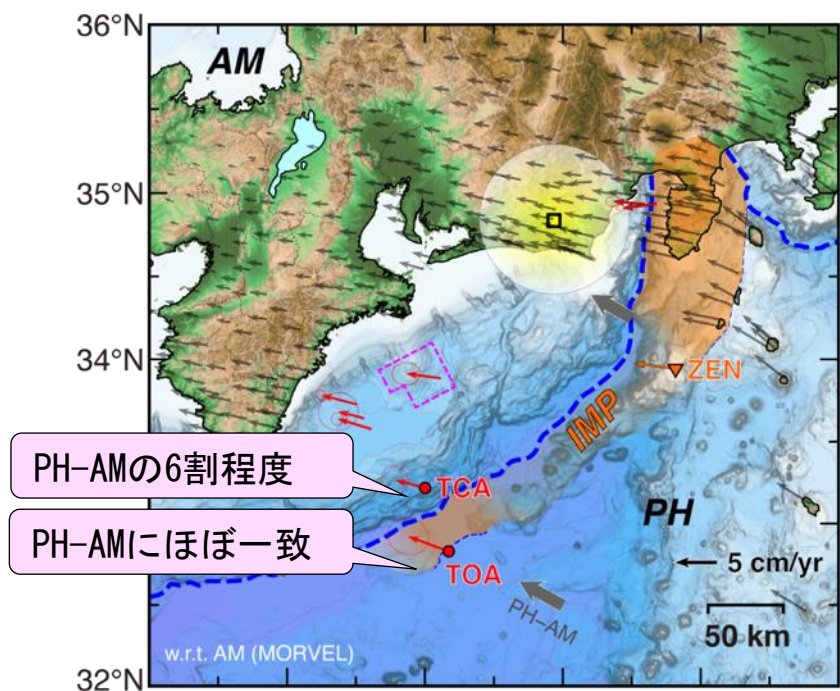 36°N
AM
35°N
34°N
ZEN
IMP
PH-AMの6割程度
TCA
PH
PH-AMにほぼ一致
TOA
5 cm/yr
PH–AM
50 km
w.r.t. AM (MORVEL)
32°N